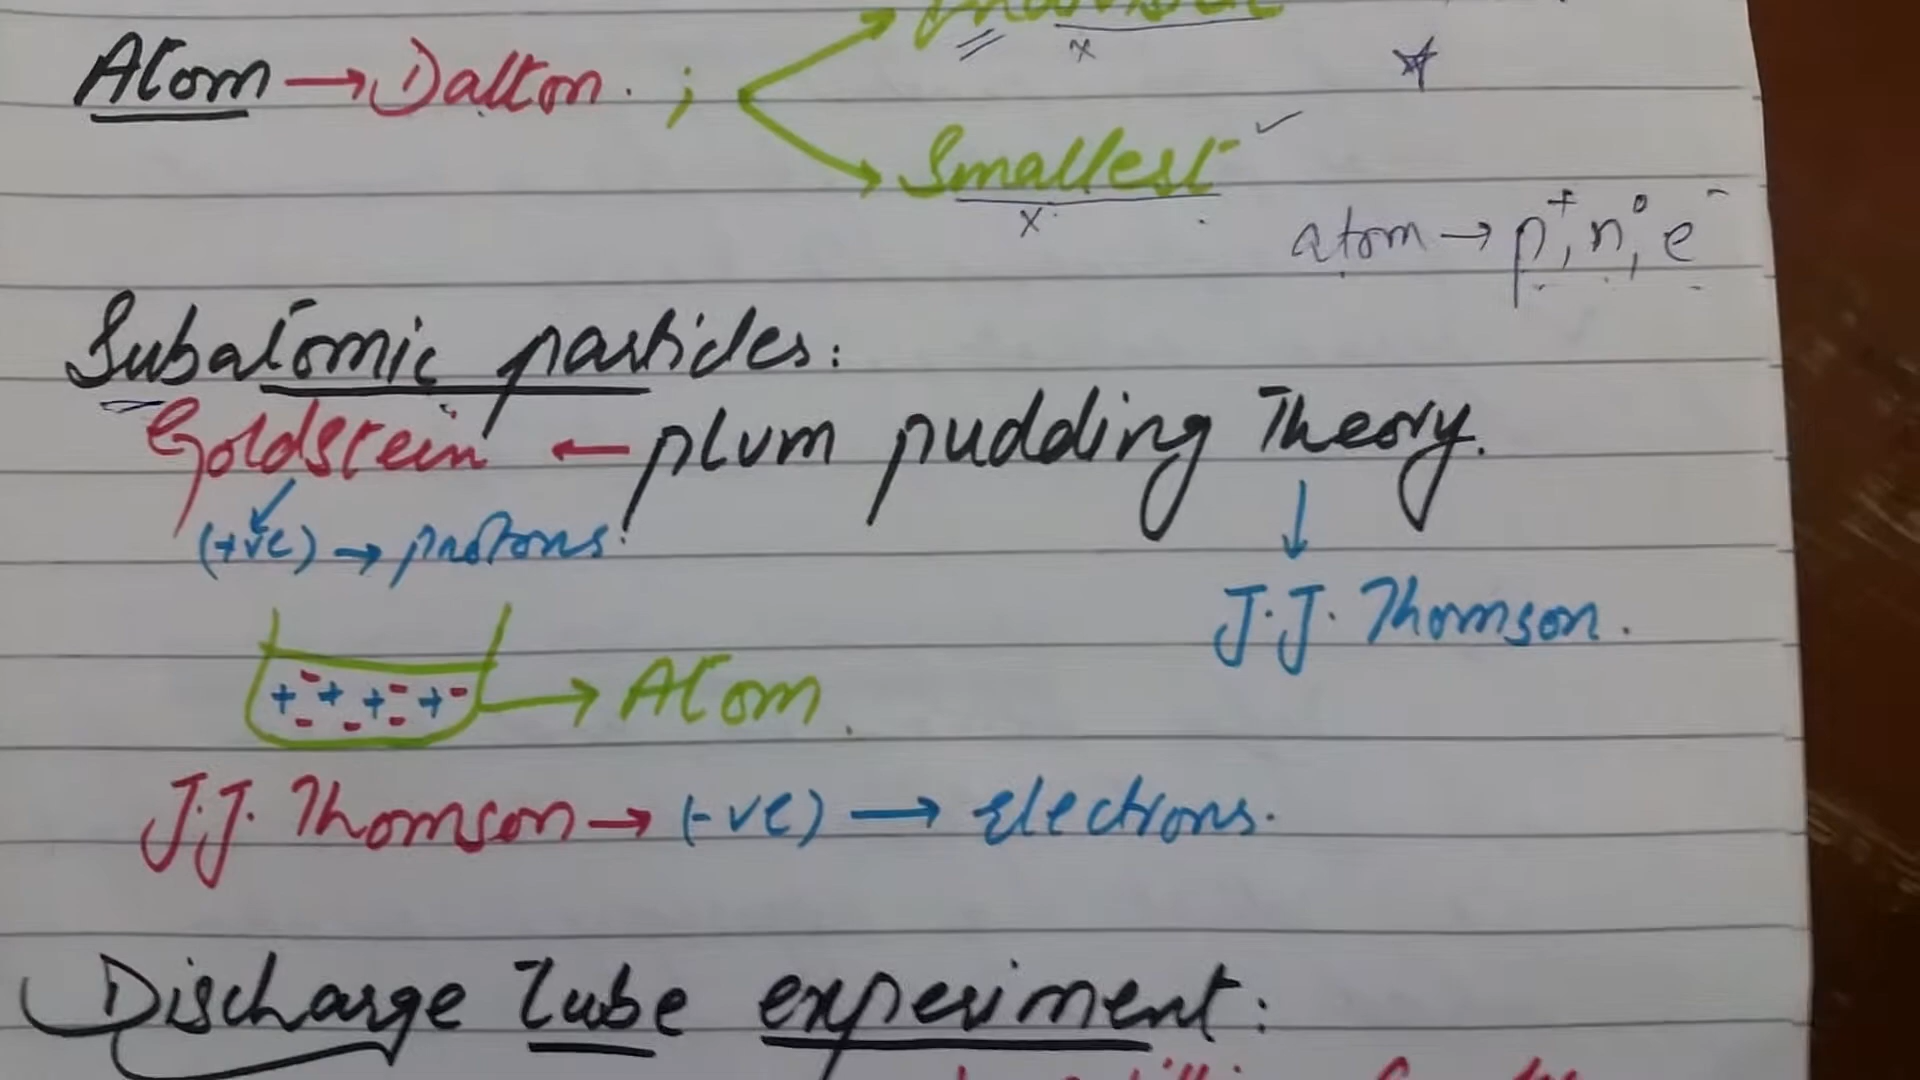 Atom → Dalton. ;
Smallest ✓
x
atom → p⁺, n⁰, e⁻
Subatomic particles:
Goldstein ← plum pudding Theory.
(+ve) → protons.
J.J. Thomson.
+ - + + - + -
- - -
→ Atom.
J.J. Thomson → (-ve) → electrons.
Discharge tube experiment: